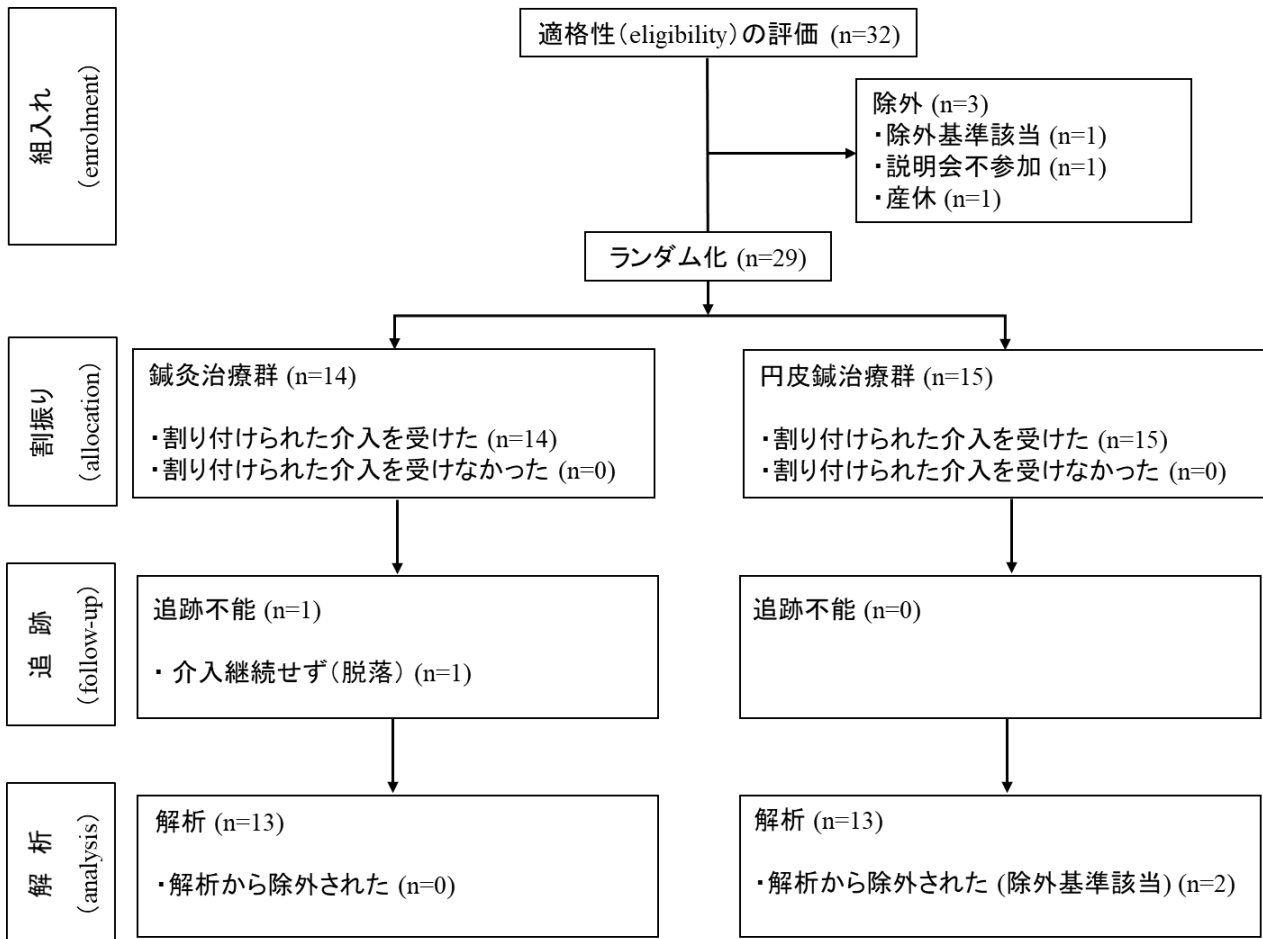 適格性(eligibility)の評価 (n=32)
組入れ
(enrolment)
除外 (n=3)
・除外基準該当 (n=1)
・説明会不参加 (n=1)
・産休 (n=1)
ランダム化 (n=29)
割振り
(allocation)
鍼灸治療群 (n=14)
・割り付けられた介入を受けた (n=14)
・割り付けられた介入を受けなかった (n=0)
円皮鍼治療群 (n=15)
・割り付けられた介入を受けた (n=15)
・割り付けられた介入を受けなかった (n=0)
追 跡
(follow-up)
追跡不能 (n=1)
・ 介入継続せず(脱落) (n=1)
追跡不能 (n=0)
解 析
(analysis)
解析 (n=13)
・解析から除外された (n=0)
解析 (n=13)
・解析から除外された (除外基準該当) (n=2)